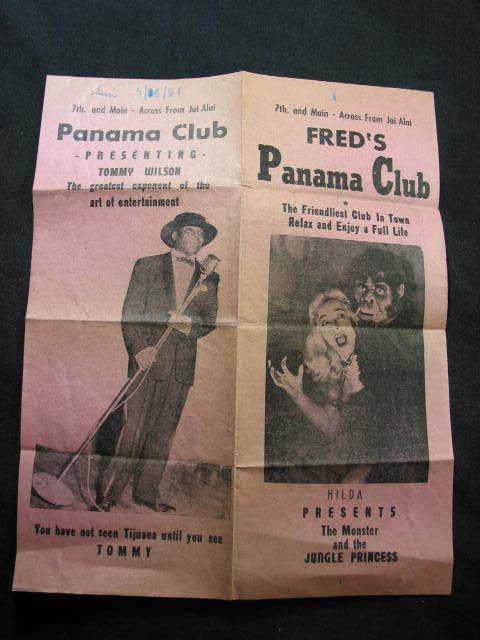 7th. and Main - Across From Jai-Alai
Panama Club
- PRESENTING -
TOMMY WILSON
The greatest exponent of the
art of entertainment
You have not seen Tijuana until you see
TOMMY
7th. and Main - Across From Jai Alai
FRED'S
Panama Club
The Friendliest Club In Town
Relax and Enjoy a Full Life
HILDA
PRESENTS
The Monster
and the
JUNGLE PRINCESS